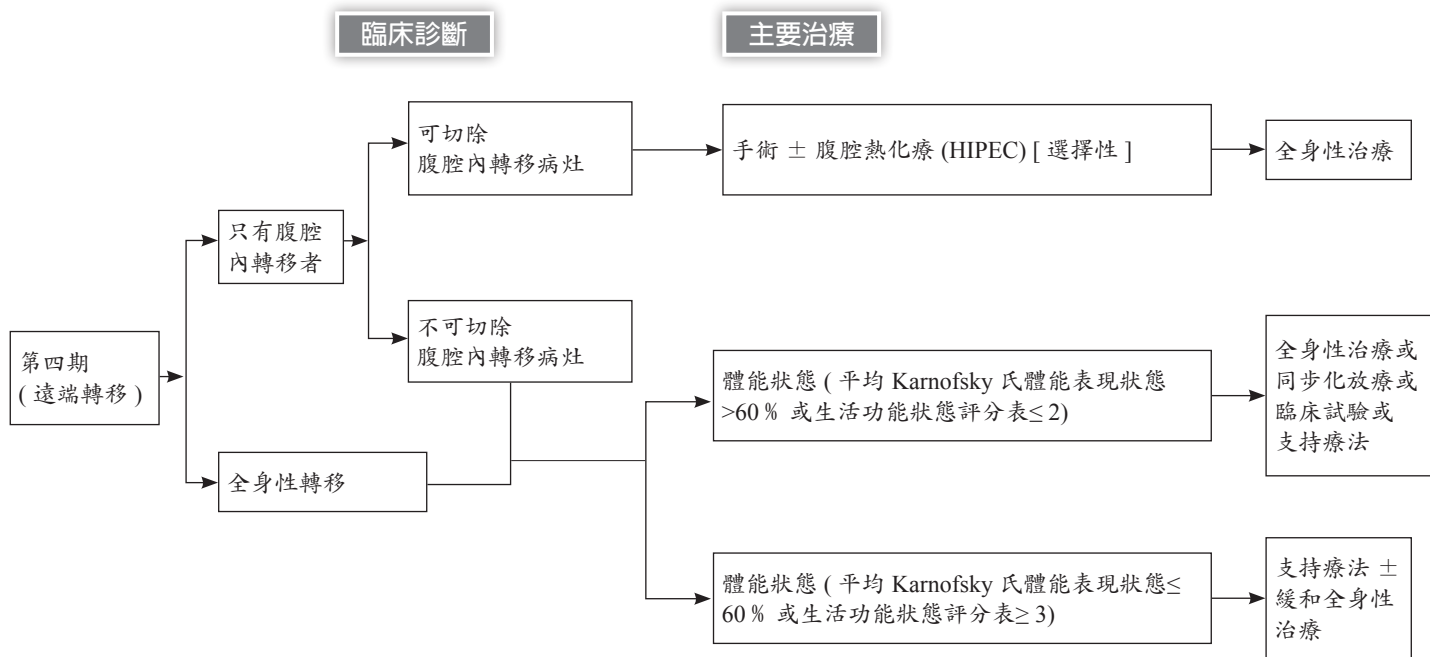 臨床診斷
主要治療
可切除
腹腔內轉移病灶
手術 ± 腹腔熱化療 (HIPEC) [ 選擇性 ]
全身性治療
只有腹腔
內轉移者
不可切除
腹腔內轉移病灶
第四期
( 遠端轉移 )
全身性轉移
體能狀態 ( 平均 Karnofsky 氏體能表現狀態
>60％ 或生活功能狀態評分表≤ 2)
全身性治療或
同步化放療或
臨床試驗或
支持療法
體能狀態 ( 平均 Karnofsky 氏體能表現狀態≤
60％ 或生活功能狀態評分表≥ 3)
支持療法 ±
緩和全身性
治療